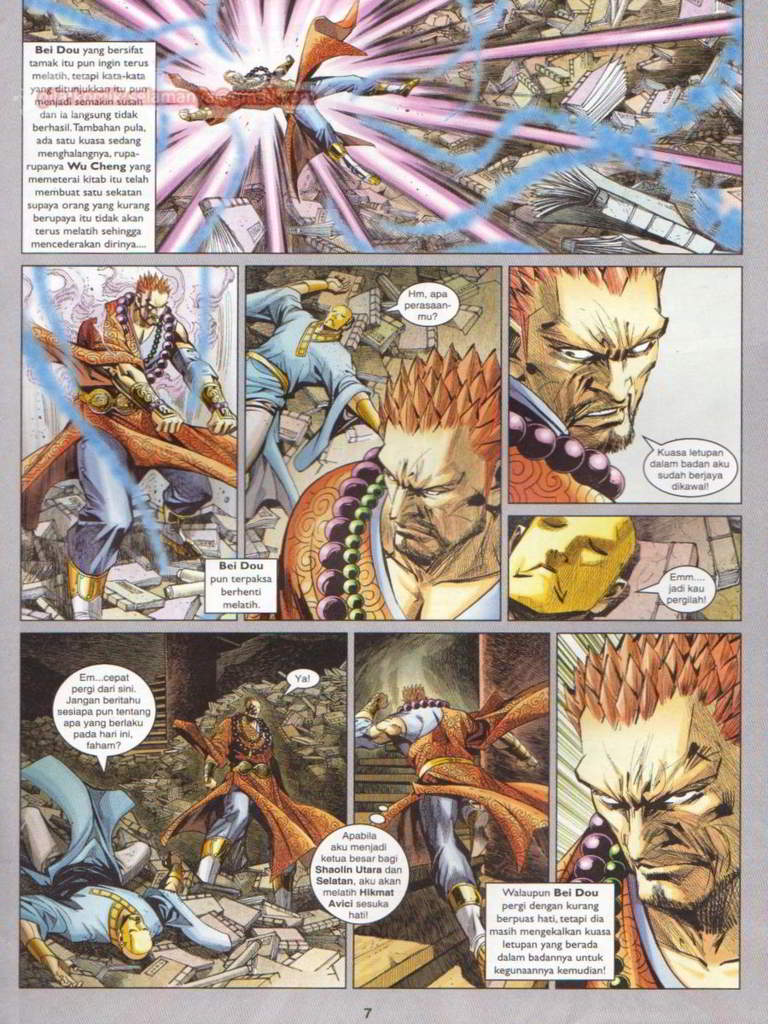 Bei Dou yang bersifat
tamak itu pun ingin terus
melatih, tetapi kata-kata
yang ditunjukkan itu pun
menjadi semakin susah
dan ia langsung tidak
berhasil. Tambahan pula,
ada satu kuasa sedang
menghalangnya, rupa-
rupanya Wu Cheng yang
memeterai kitab itu telah
membuat satu sekatan
supaya orang yang kurang
berupaya itu tidak akan
terus melatih sehingga
mencederakan dirinya....
Bei Dou
pun terpaksa
berhenti
melatih.
Hm, apa
perasaan-
mu?
Kuasa letupan
dalam badan aku
sudah berjaya
dikawal!
Emm....
jadi kau
pergilah!
Em...cepat
pergi dari sini.
Jangan beritahu
sesiapa pun tentang
apa yang berlaku
pada hari ini,
faham?
Ya!
Apabila
aku menjadi
ketua besar bagi
Shaolin Utara dan
Selatan, aku akan
melatih Hikmat
Avici sesuka
hati!
Walaupun Bei Dou
pergi dengan kurang
berpuas hati, tetapi dia
masih mengekalkan kuasa
letupan yang berada
dalam badannya untuk
kegunaannya kemudian!
7